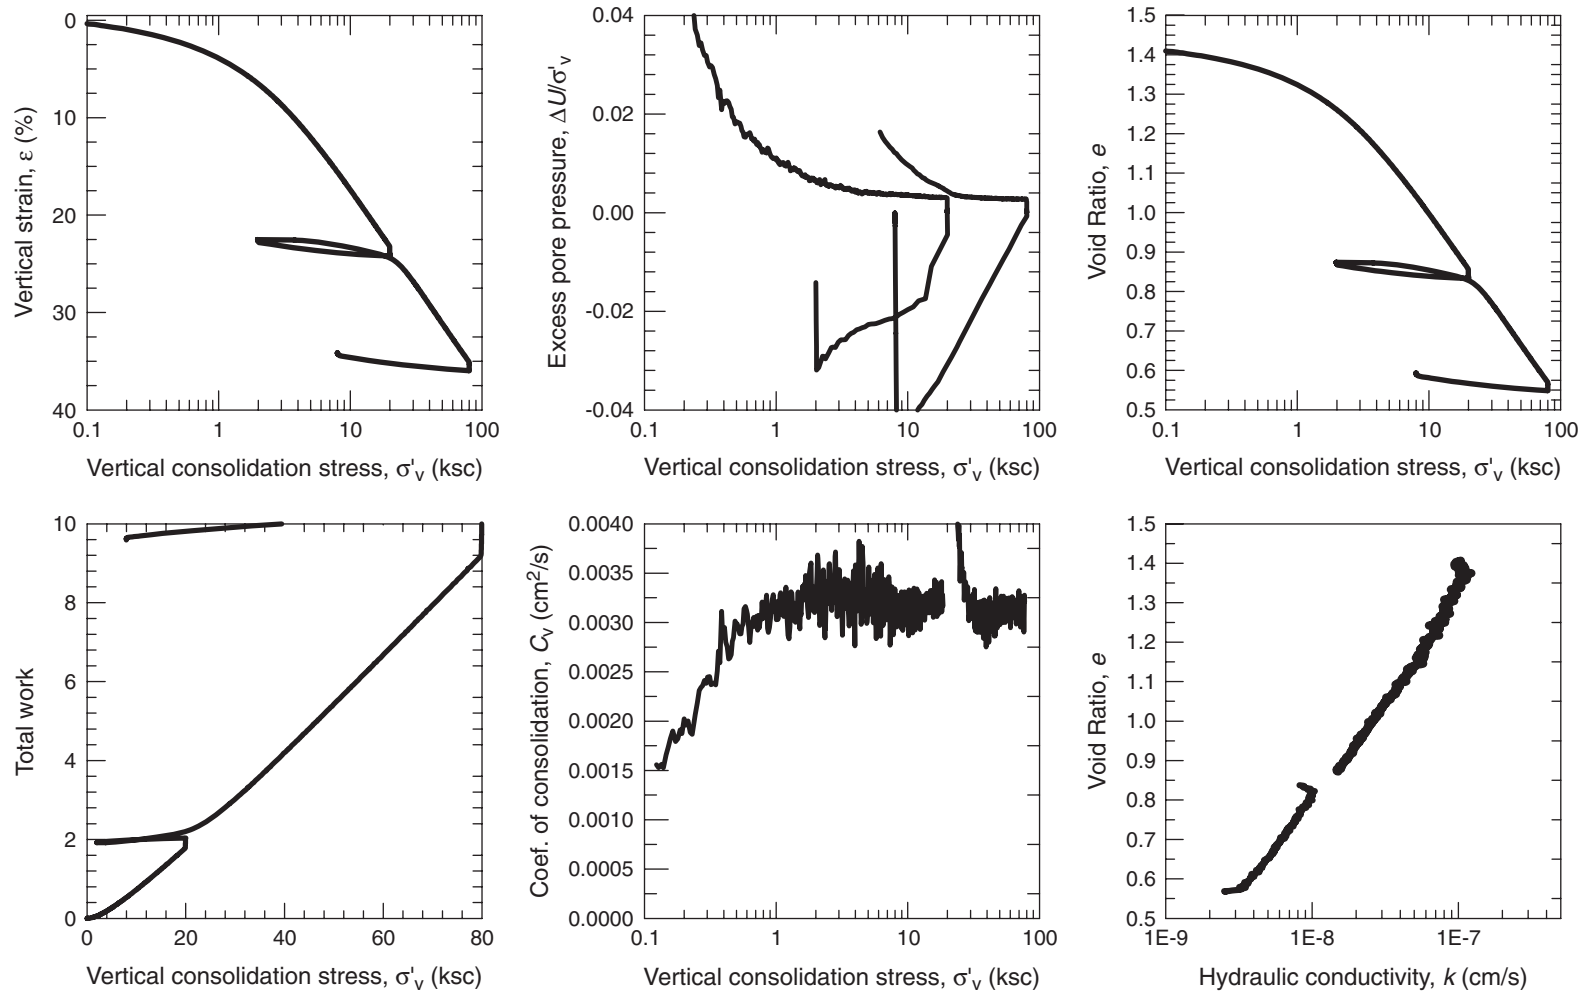 0
10
20
30
40
Vertical strain, ε (%)
0.1 1 10 100
Vertical consolidation stress, σ'v (ksc)
0.04
0.02
0.00
-0.02
-0.04
Excess pore pressure, ΔU/σ'v
0.1 1 10 100
Vertical consolidation stress, σ'v (ksc)
1.5
1.4
1.3
1.2
1.1
1.0
0.9
0.8
0.7
0.6
0.5
Void Ratio, e
0.1 1 10 100
Vertical consolidation stress, σ'v (ksc)
10
8
6
4
2
0
Total work
0 20 40 60 80
Vertical consolidation stress, σ'v (ksc)
0.0040
0.0035
0.0030
0.0025
0.0020
0.0015
0.0010
0.0005
0.0000
Coef. of consolidation, Cv (cm²/s)
0.1 1 10 100
Vertical consolidation stress, σ'v (ksc)
1.5
1.4
1.3
1.2
1.1
1.0
0.9
0.8
0.7
0.6
0.5
Void Ratio, e
1E-9 1E-8 1E-7
Hydraulic conductivity, k (cm/s)